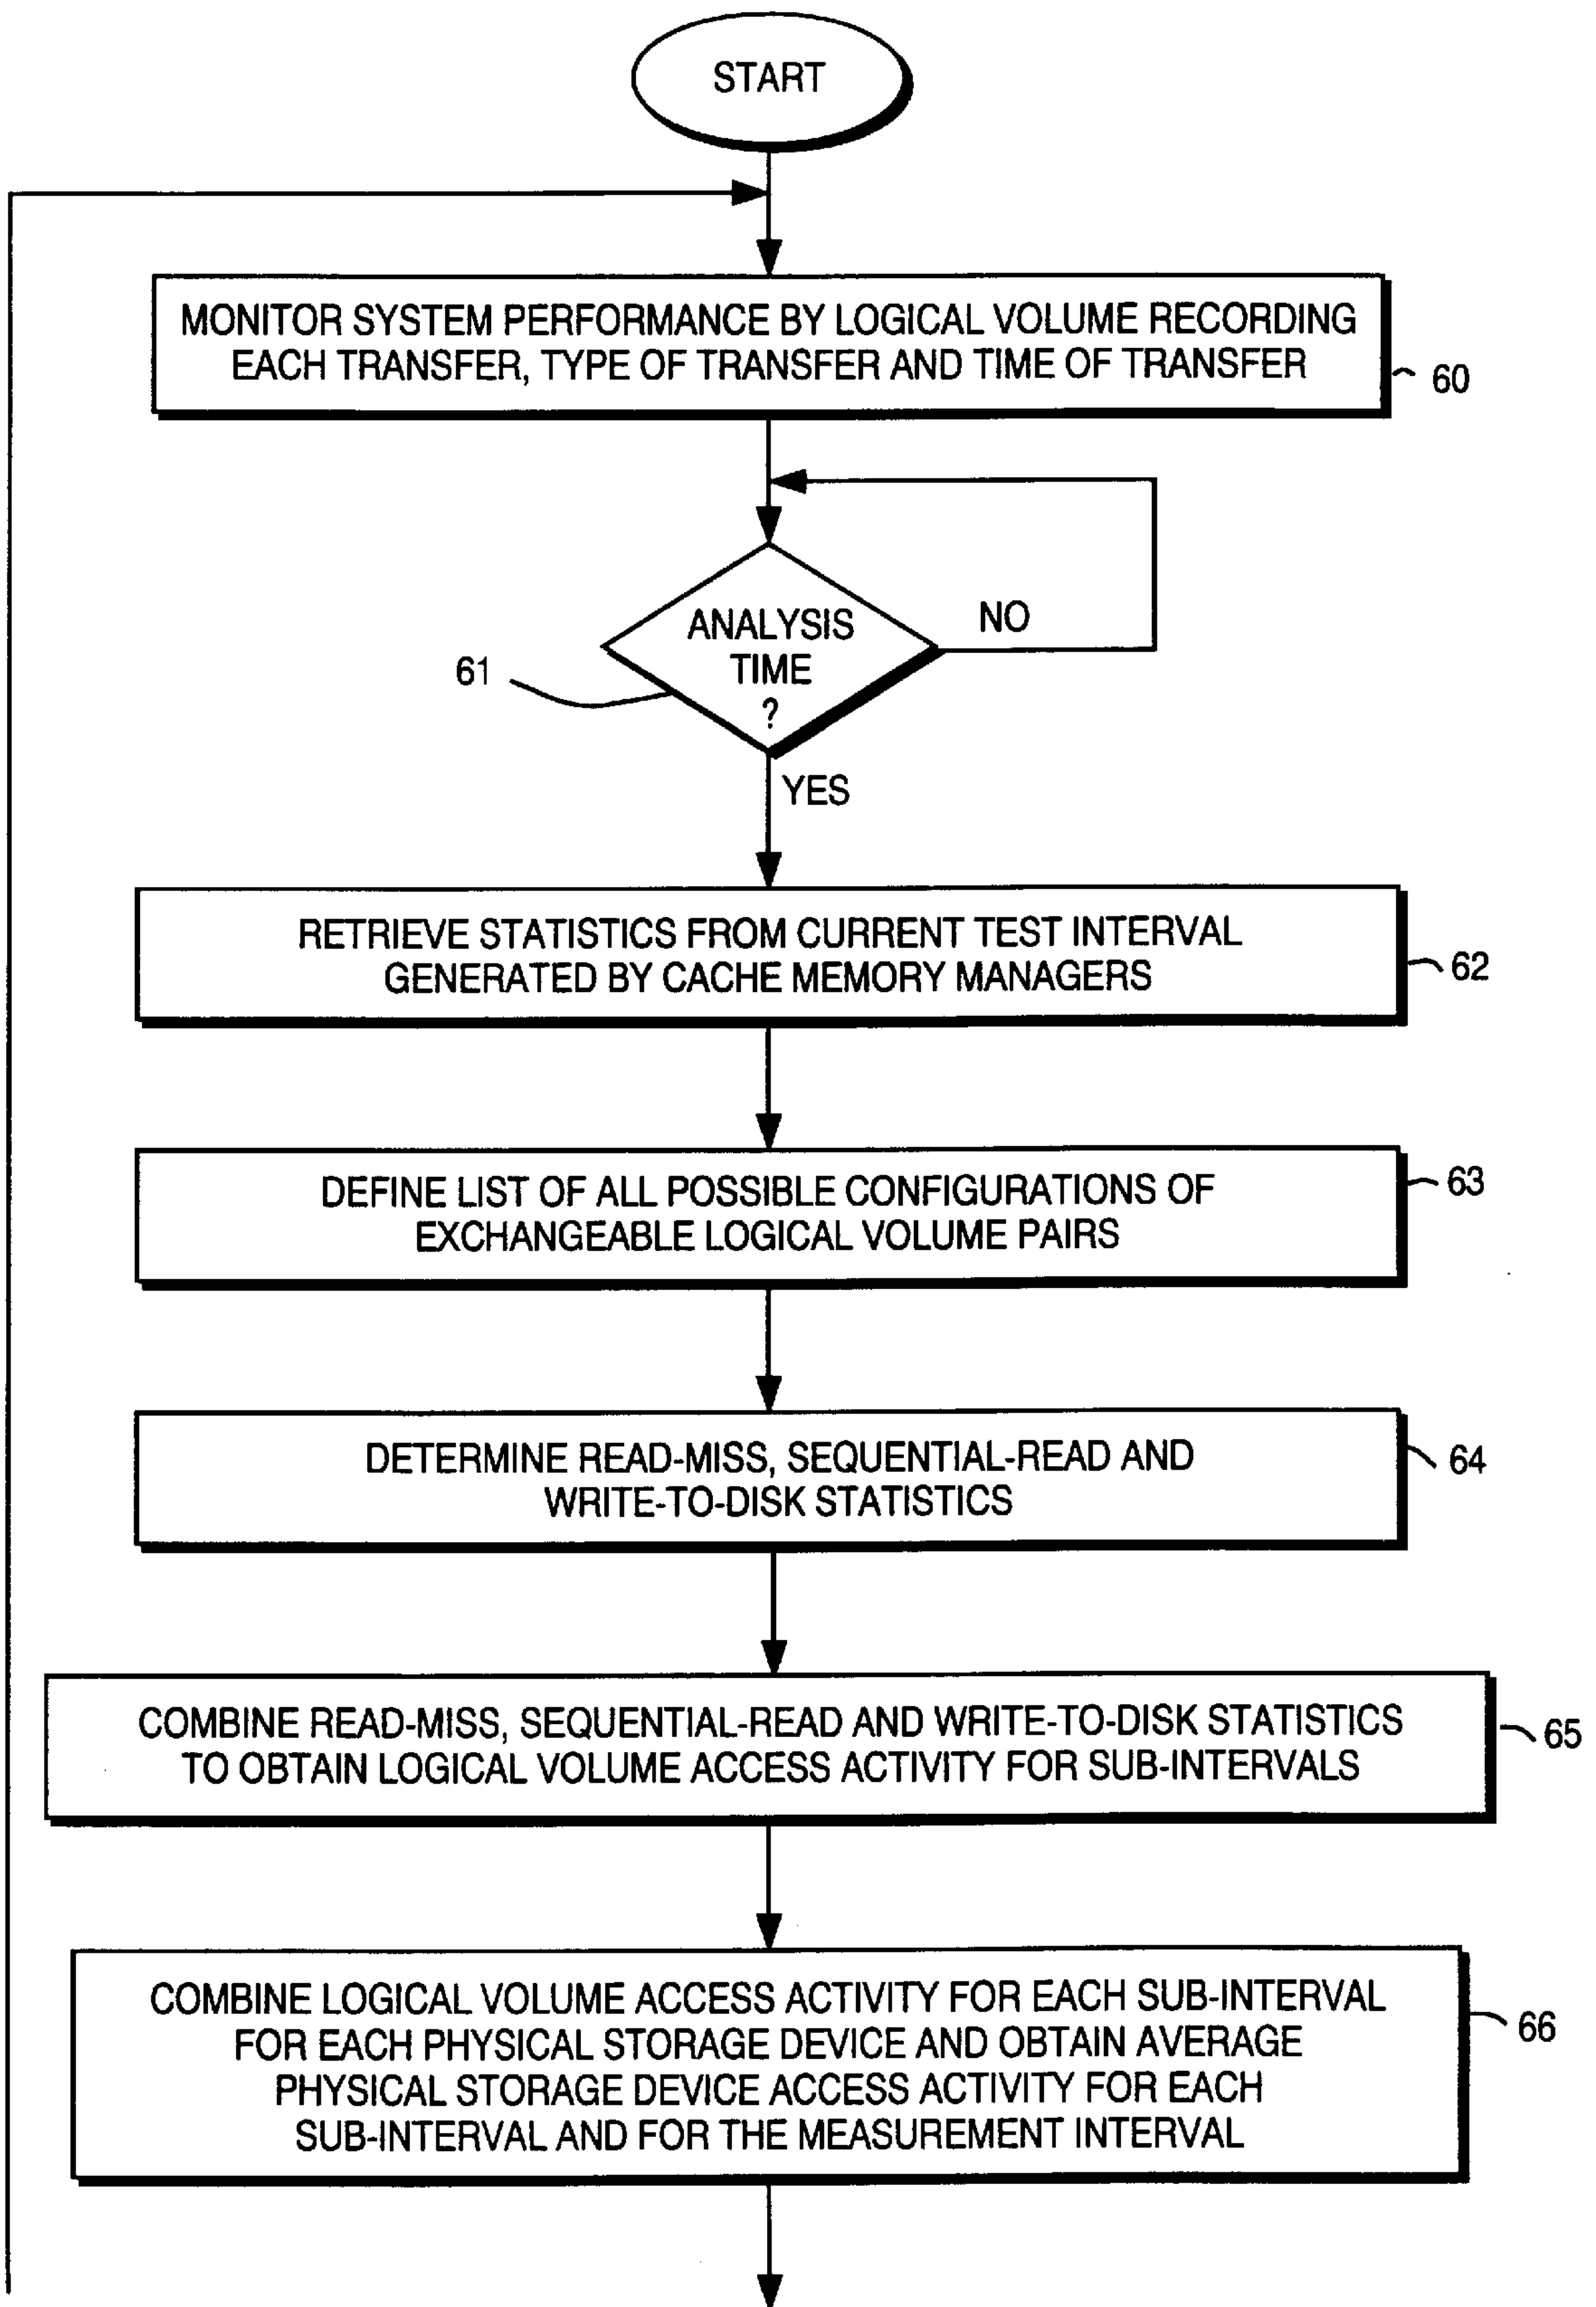 START
MONITOR SYSTEM PERFORMANCE BY LOGICAL VOLUME RECORDING
EACH TRANSFER, TYPE OF TRANSFER AND TIME OF TRANSFER
60
ANALYSIS
TIME
?
NO
61
YES
RETRIEVE STATISTICS FROM CURRENT TEST INTERVAL
GENERATED BY CACHE MEMORY MANAGERS
62
DEFINE LIST OF ALL POSSIBLE CONFIGURATIONS OF
EXCHANGEABLE LOGICAL VOLUME PAIRS
63
DETERMINE READ-MISS, SEQUENTIAL-READ AND
WRITE-TO-DISK STATISTICS
64
COMBINE READ-MISS, SEQUENTIAL-READ AND WRITE-TO-DISK STATISTICS
TO OBTAIN LOGICAL VOLUME ACCESS ACTIVITY FOR SUB-INTERVALS
65
COMBINE LOGICAL VOLUME ACCESS ACTIVITY FOR EACH SUB-INTERVAL
FOR EACH PHYSICAL STORAGE DEVICE AND OBTAIN AVERAGE
PHYSICAL STORAGE DEVICE ACCESS ACTIVITY FOR EACH
SUB-INTERVAL AND FOR THE MEASUREMENT INTERVAL
66